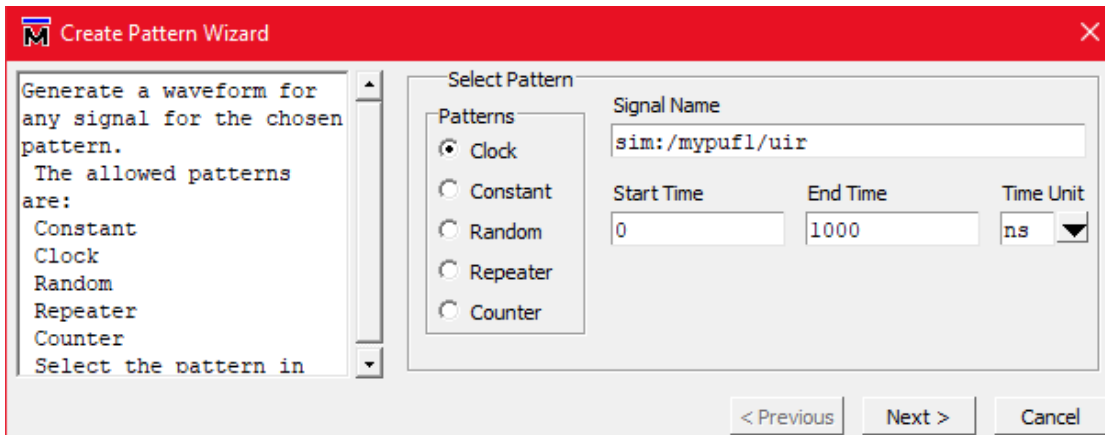 Create Pattern Wizard
Generate a waveform for
any signal for the chosen
pattern.
The allowed patterns
are:
Constant
Clock
Random
Repeater
Counter
Select the pattern in
Select Pattern
Patterns
Clock
Constant
Random
Repeater
Counter
Signal Name
sim:/mypufl/uir
Start Time End Time Time Unit
0 1000 ns
< Previous Next > Cancel